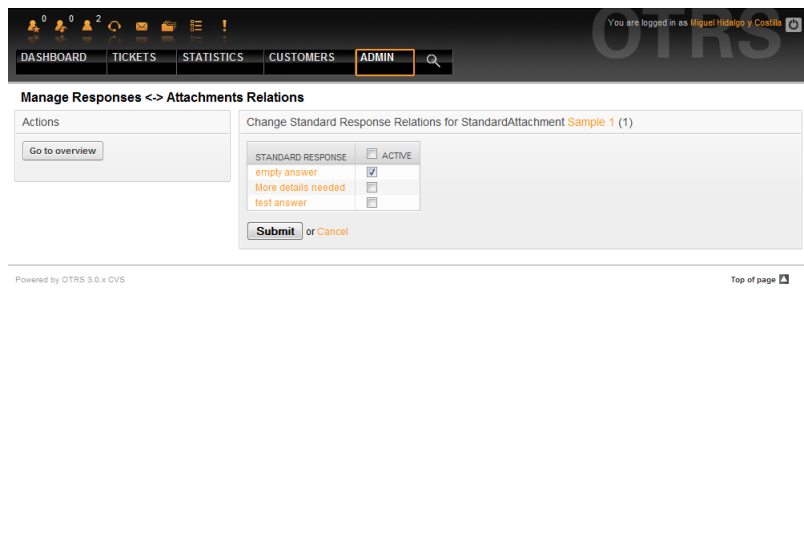 0 0 2
You are logged in as Miguel Hidalgo y Costilla
OTRS
DASHBOARD TICKETS STATISTICS CUSTOMERS ADMIN
Manage Responses <-> Attachments Relations
Actions
Go to overview
Change Standard Response Relations for StandardAttachment Sample 1 (1)
STANDARD RESPONSE ACTIVE
empty answer
More details needed
test answer
Submit or Cancel
Powered by OTRS 3.0.x CVS
Top of page